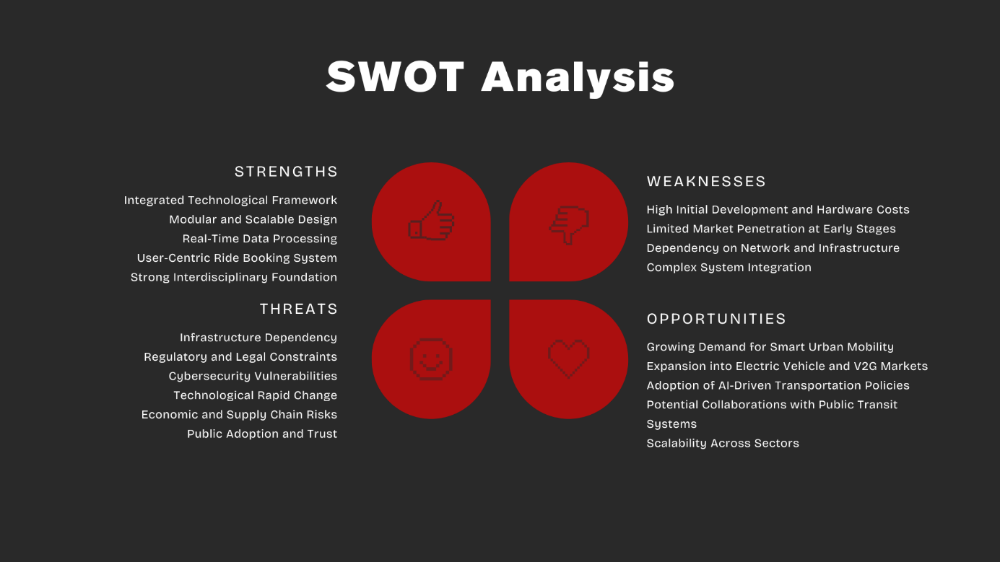 SWOT Analysis
STRENGTHS
Integrated Technological Framework
Modular and Scalable Design
Real-Time Data Processing
User-Centric Ride Booking System
Strong Interdisciplinary Foundation
WEAKNESSES
High Initial Development and Hardware Costs
Limited Market Penetration at Early Stages
Dependency on Network and Infrastructure
Complex System Integration
THREATS
Infrastructure Dependency
Regulatory and Legal Constraints
Cybersecurity Vulnerabilities
Technological Rapid Change
Economic and Supply Chain Risks
Public Adoption and Trust
OPPORTUNITIES
Growing Demand for Smart Urban Mobility
Expansion into Electric Vehicle and V2G Markets
Adoption of AI-Driven Transportation Policies
Potential Collaborations with Public Transit
Systems
Scalability Across Sectors